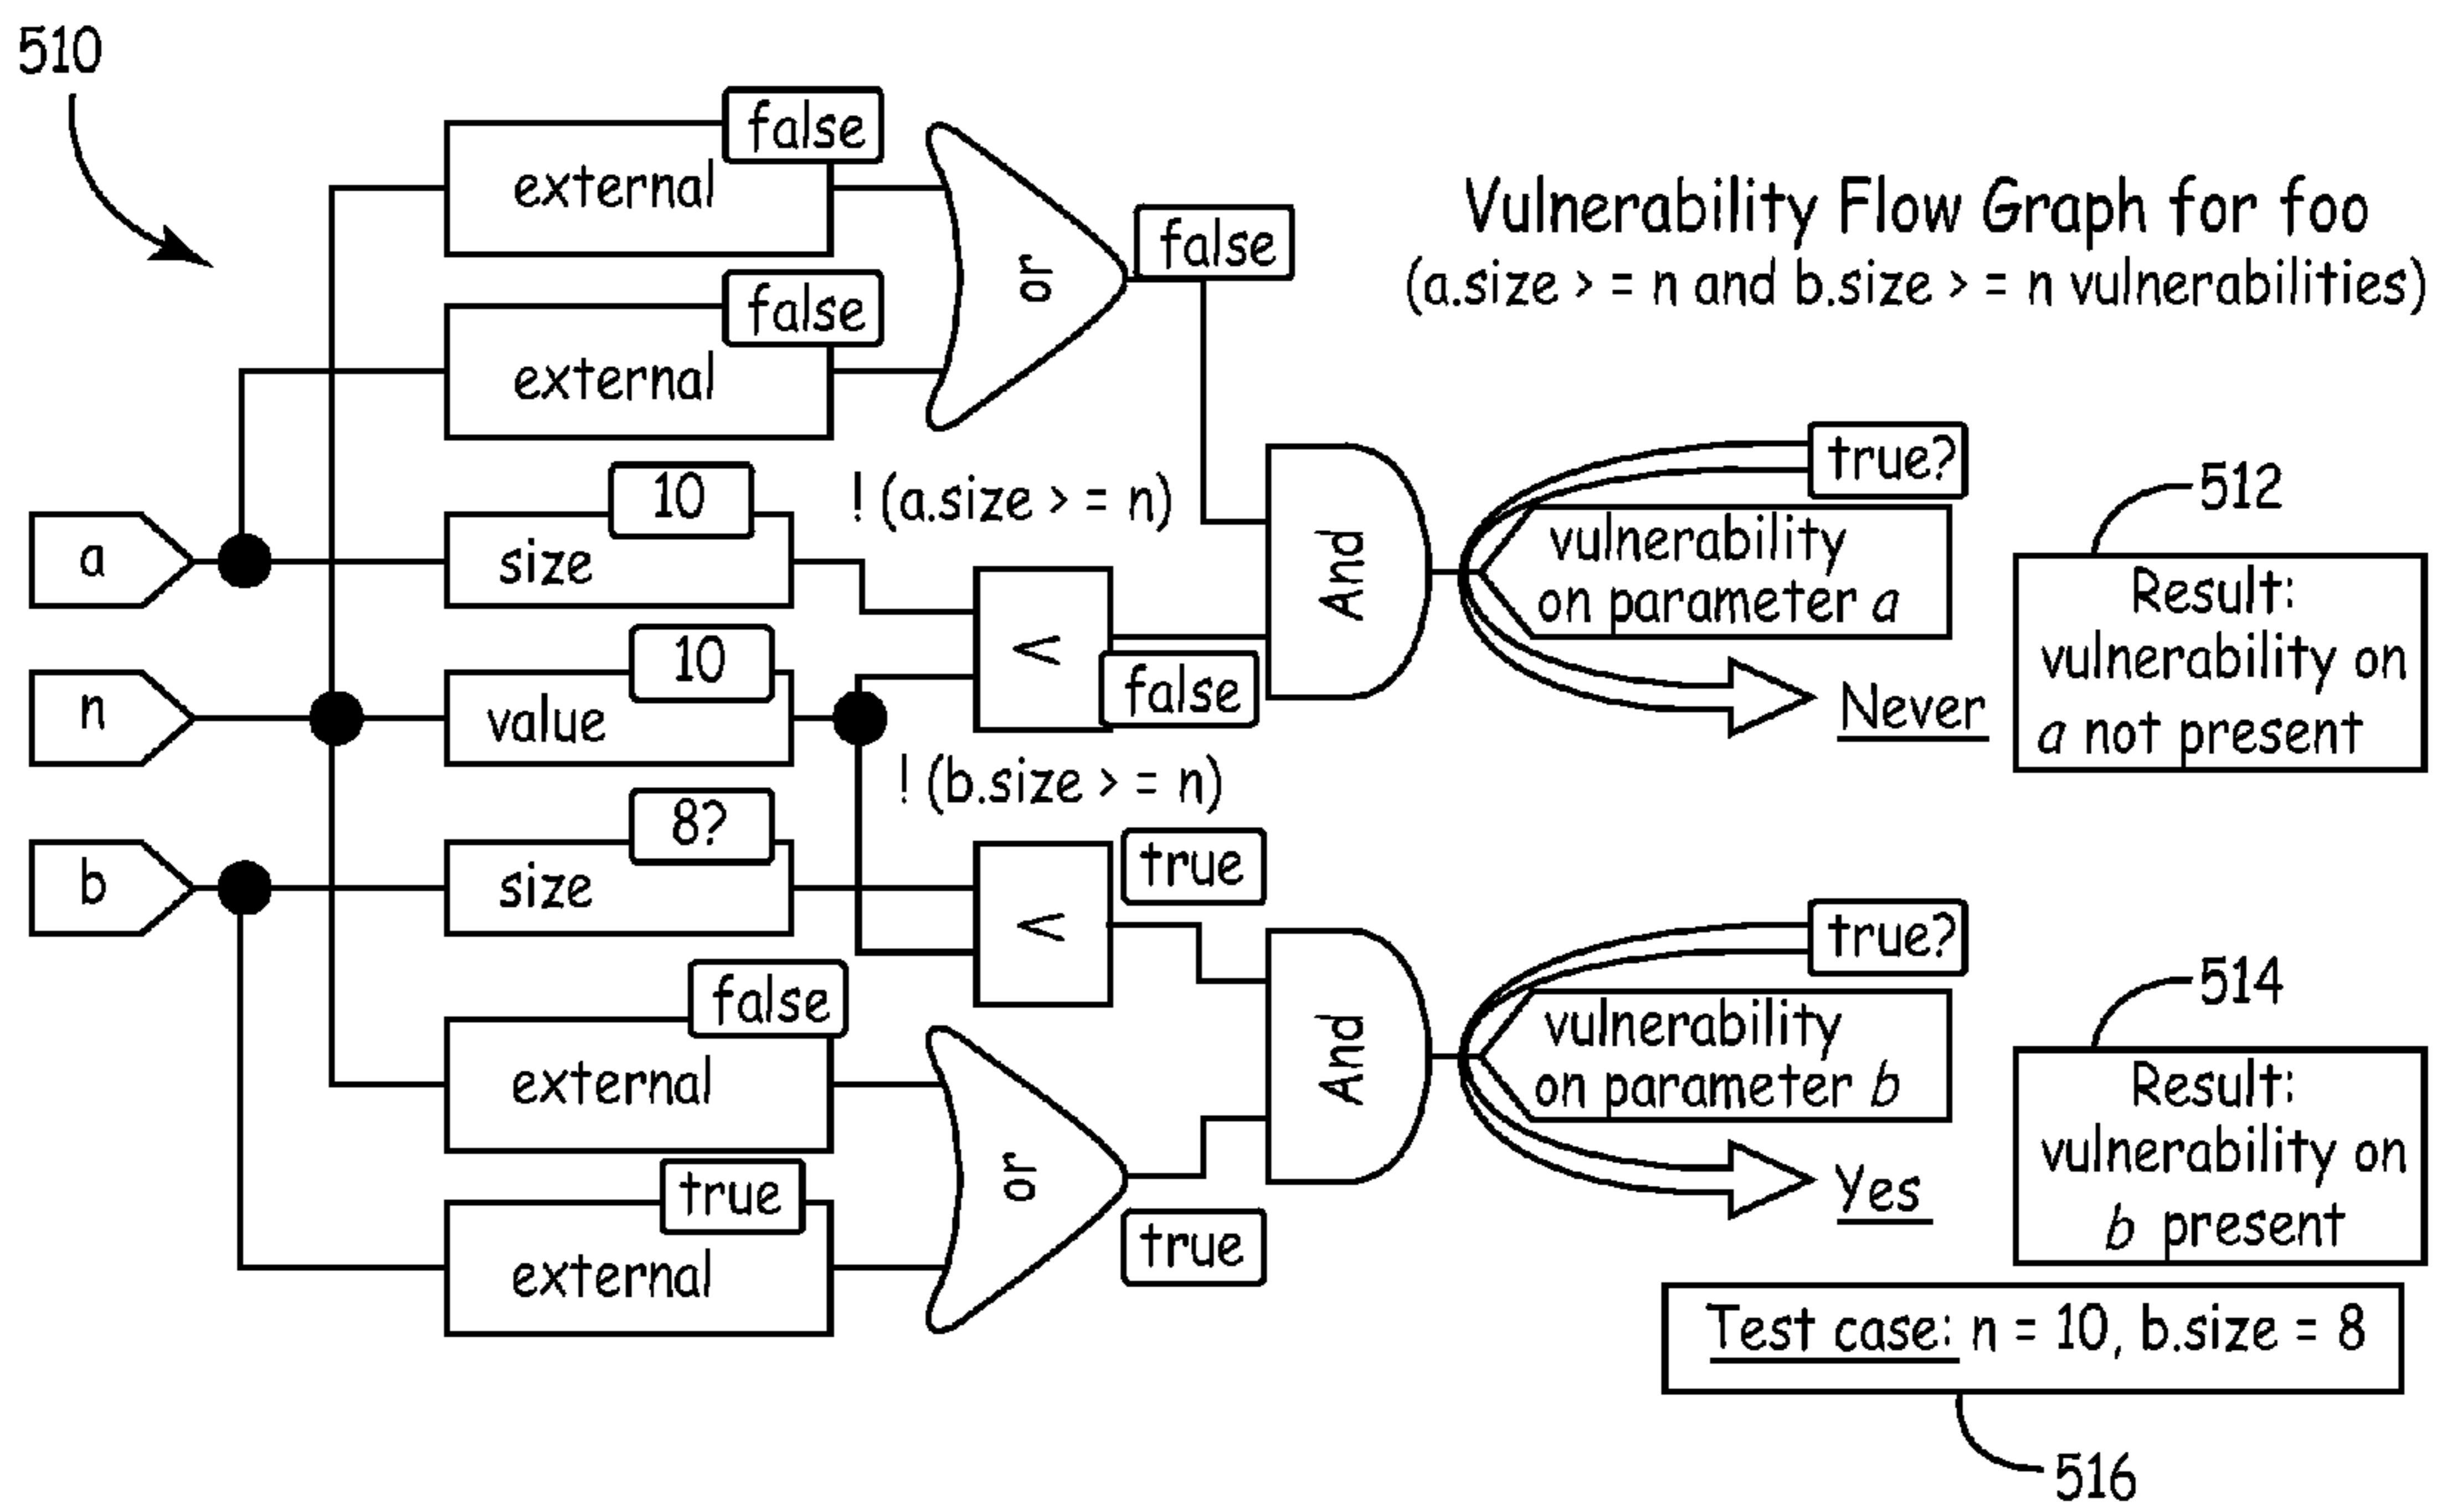 510
false
external
false
external
or
false
Vulnerability Flow Graph for foo
(a.size > = n and b.size > = n vulnerabilities)
a
10
size
! (a.size > = n)
<
false
And
true?
vulnerability
on parameter a
Never
512
Result:
vulnerability on
a not present
n
10
value
! (b.size > = n)
b
8?
size
<
true
false
external
true
external
or
true
And
true?
vulnerability
on parameter b
Yes
514
Result:
vulnerability on
b present
Test case: n = 10, b.size = 8
516